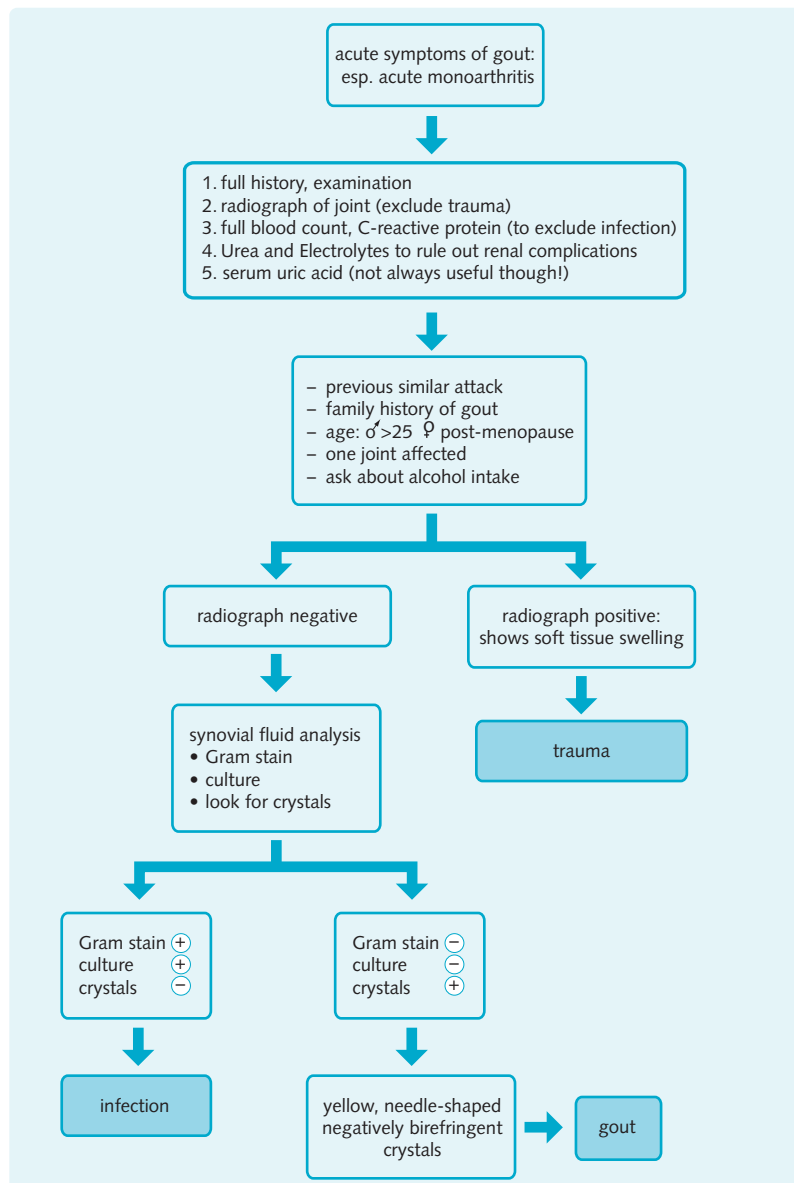 acute symptoms of gout:
esp. acute monoarthritis
1. full history, examination
2. radiograph of joint (exclude trauma)
3. full blood count, C-reactive protein (to exclude infection)
4. Urea and Electrolytes to rule out renal complications
5. serum uric acid (not always useful though!)
– previous similar attack
– family history of gout
– age: ♂>25 ♀ post-menopause
– one joint affected
– ask about alcohol intake
radiograph negative
radiograph positive:
shows soft tissue swelling
synovial fluid analysis
• Gram stain
• culture
• look for crystals
trauma
Gram stain +
culture +
crystals −
Gram stain −
culture −
crystals +
infection
yellow, needle-shaped
negatively birefringent
crystals
gout